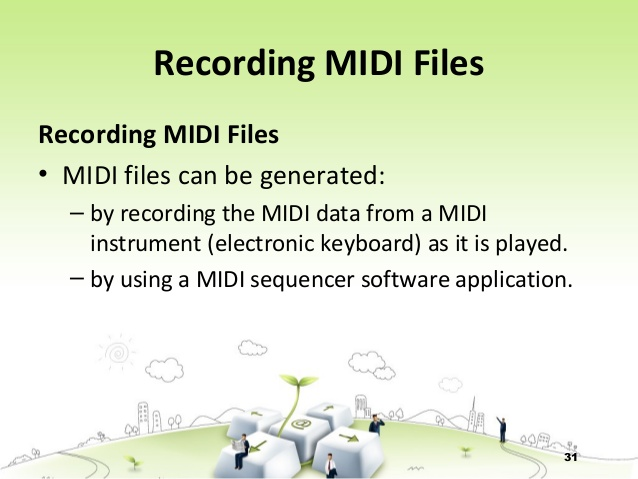 Recording MIDI Files
Recording MIDI Files
• MIDI files can be generated:
– by recording the MIDI data from a MIDI
instrument (electronic keyboard) as it is played.
– by using a MIDI sequencer software application.
@
31